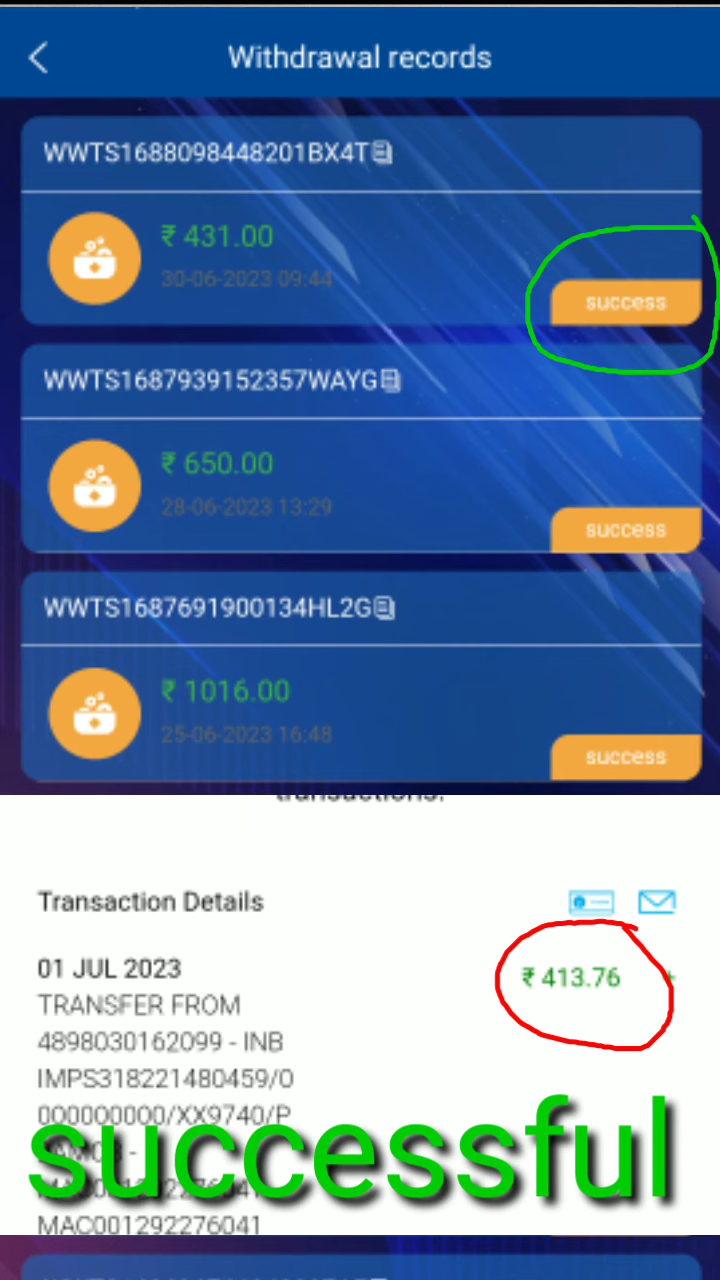 Withdrawal records
WWTS1688098448201BX4T
₹ 431.00
30-06-2023 09:44
success
WWTS1687939152357WAYG
₹ 650.00
28-06-2023 13:29
success
WWTS1687691900134HL2G
₹ 1016.00
25-06-2023 16:48
success
transactions.
Transaction Details
01 JUL 2023
₹ 413.76 +
TRANSFER FROM
4898030162099 - INB
IMPS318221480459/0
000000000/XX9740/P
successful
MAC001292276041